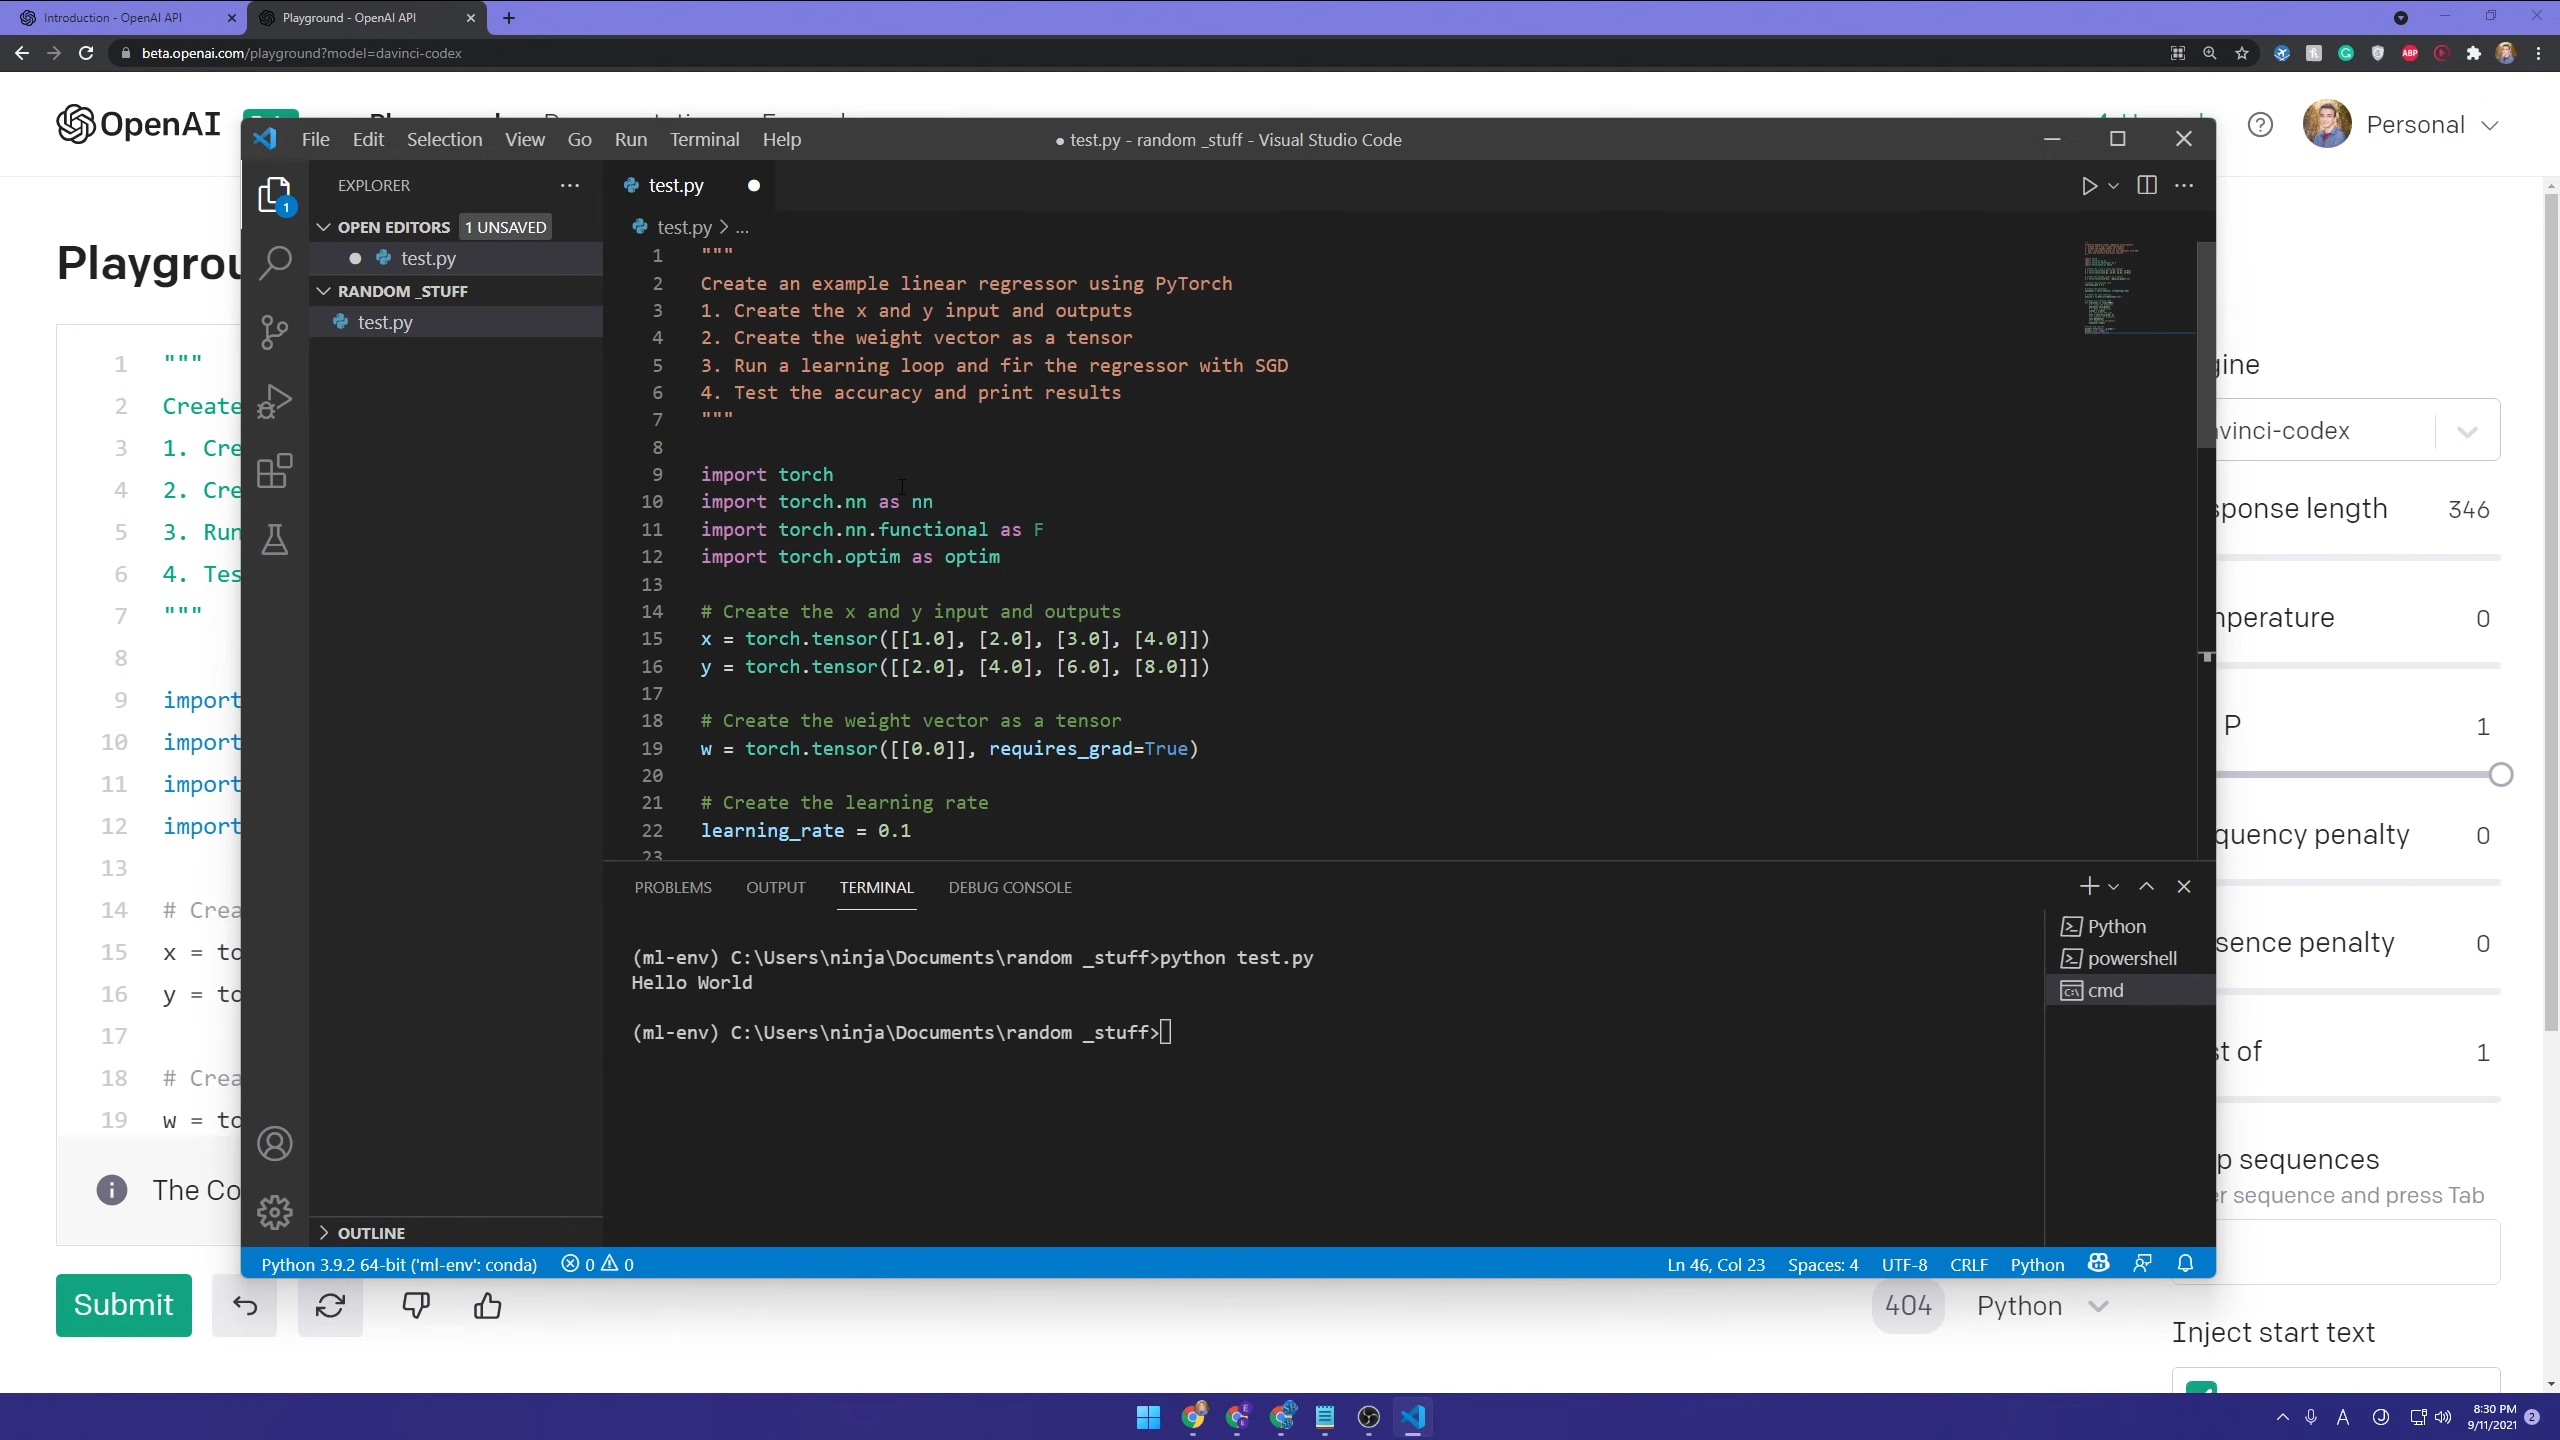 Introduction - OpenAI API
Playground - OpenAI API
beta.openai.com/playground?model=davinci-codex
ABP
OpenAI
Personal
File Edit Selection View Go Run Terminal Help
● test.py - random _stuff - Visual Studio Code
EXPLORER
1
OPEN EDITORS 1 UNSAVED
test.py
RANDOM _STUFF
test.py
OUTLINE
test.py
test.py > ...
1 """
2 Create an example linear regressor using PyTorch
3 1. Create the x and y input and outputs
4 2. Create the weight vector as a tensor
5 3. Run a learning loop and fir the regressor with SGD
6 4. Test the accuracy and print results
7 """
8
9 import torch
10 import torch.nn as nn
11 import torch.nn.functional as F
12 import torch.optim as optim
13
14 # Create the x and y input and outputs
15 x = torch.tensor([[1.0], [2.0], [3.0], [4.0]])
16 y = torch.tensor([[2.0], [4.0], [6.0], [8.0]])
17
18 # Create the weight vector as a tensor
19 w = torch.tensor([[0.0]], requires_grad=True)
20
21 # Create the learning rate
22 learning_rate = 0.1
23
PROBLEMS OUTPUT TERMINAL DEBUG CONSOLE
(ml-env) C:\Users\ninja\Documents\random _stuff>python test.py
Hello World
(ml-env) C:\Users\ninja\Documents\random _stuff>
Python
powershell
cmd
Python 3.9.2 64-bit ('ml-env': conda) 0 0
Ln 46, Col 23 Spaces: 4 UTF-8 CRLF Python
Playgrou
1 """
2 Create
3 1. Cre
4 2. Cre
5 3. Run
6 4. Tes
7 """
8
9 import
10 import
11 import
12 import
13
14 # Crea
15 x = to
16 y = to
17
18 # Crea
19 w = to
The Co
Submit
404 Python
gine
avinci-codex
sponse length 346
mperature 0
P 1
quency penalty 0
sence penalty 0
st of 1
p sequences
er sequence and press Tab
Inject start text
8:30 PM
9/11/2021
2